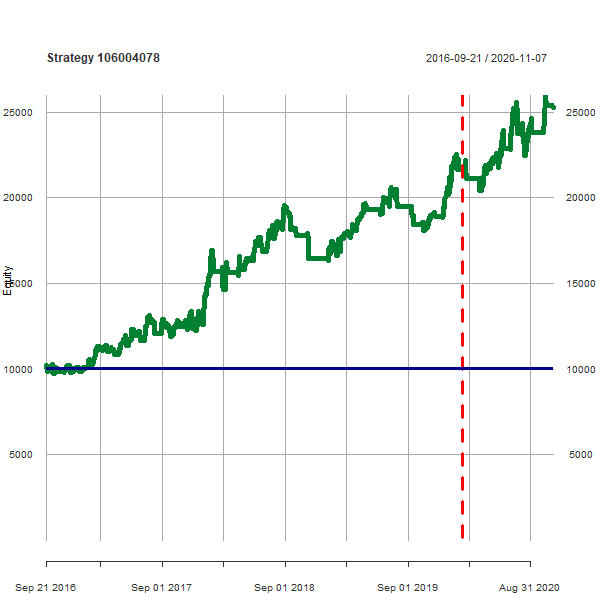 Strategy 106004078 2016-09-21 / 2020-11-07
25000 25000
20000 20000
Equity
15000 15000
10000 10000
5000 5000
Sep 21 2016 Sep 01 2017 Sep 01 2018 Sep 01 2019 Aug 31 2020